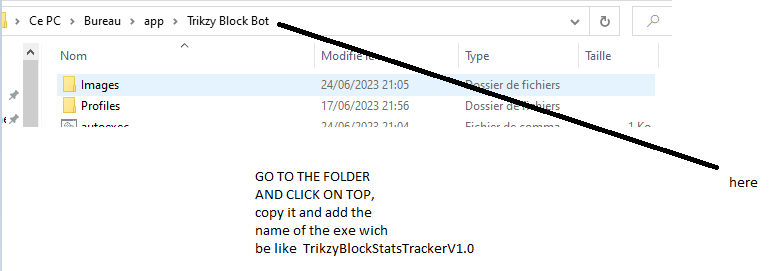 Ce PC > Bureau > app > Trikzy Block Bot
Nom Modifié le Type Taille
Images 24/06/2023 21:05 Dossier de fichiers
Profiles 17/06/2023 21:56 Dossier de fichiers
autoexec 24/06/2023 21:04 Fichier de comma 1 Ko
here
GO TO THE FOLDER
AND CLICK ON TOP,
copy it and add the
name of the exe wich
be like TrikzyBlockStatsTrackerV1.0